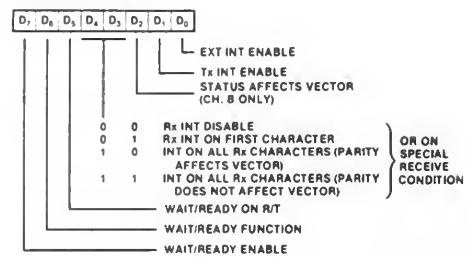 D7 D6 D5 D4 D3 D2 D1 D0
EXT INT ENABLE
Tx INT ENABLE
STATUS AFFECTS VECTOR
(CH. B ONLY)
0 0 Rx INT DISABLE
0 1 Rx INT ON FIRST CHARACTER
1 0 INT ON ALL Rx CHARACTERS (PARITY
AFFECTS VECTOR)
1 1 INT ON ALL Rx CHARACTERS (PARITY
DOES NOT AFFECT VECTOR)
OR ON
SPECIAL
RECEIVE
CONDITION
WAIT/READY ON R/T
WAIT/READY FUNCTION
WAIT/READY ENABLE